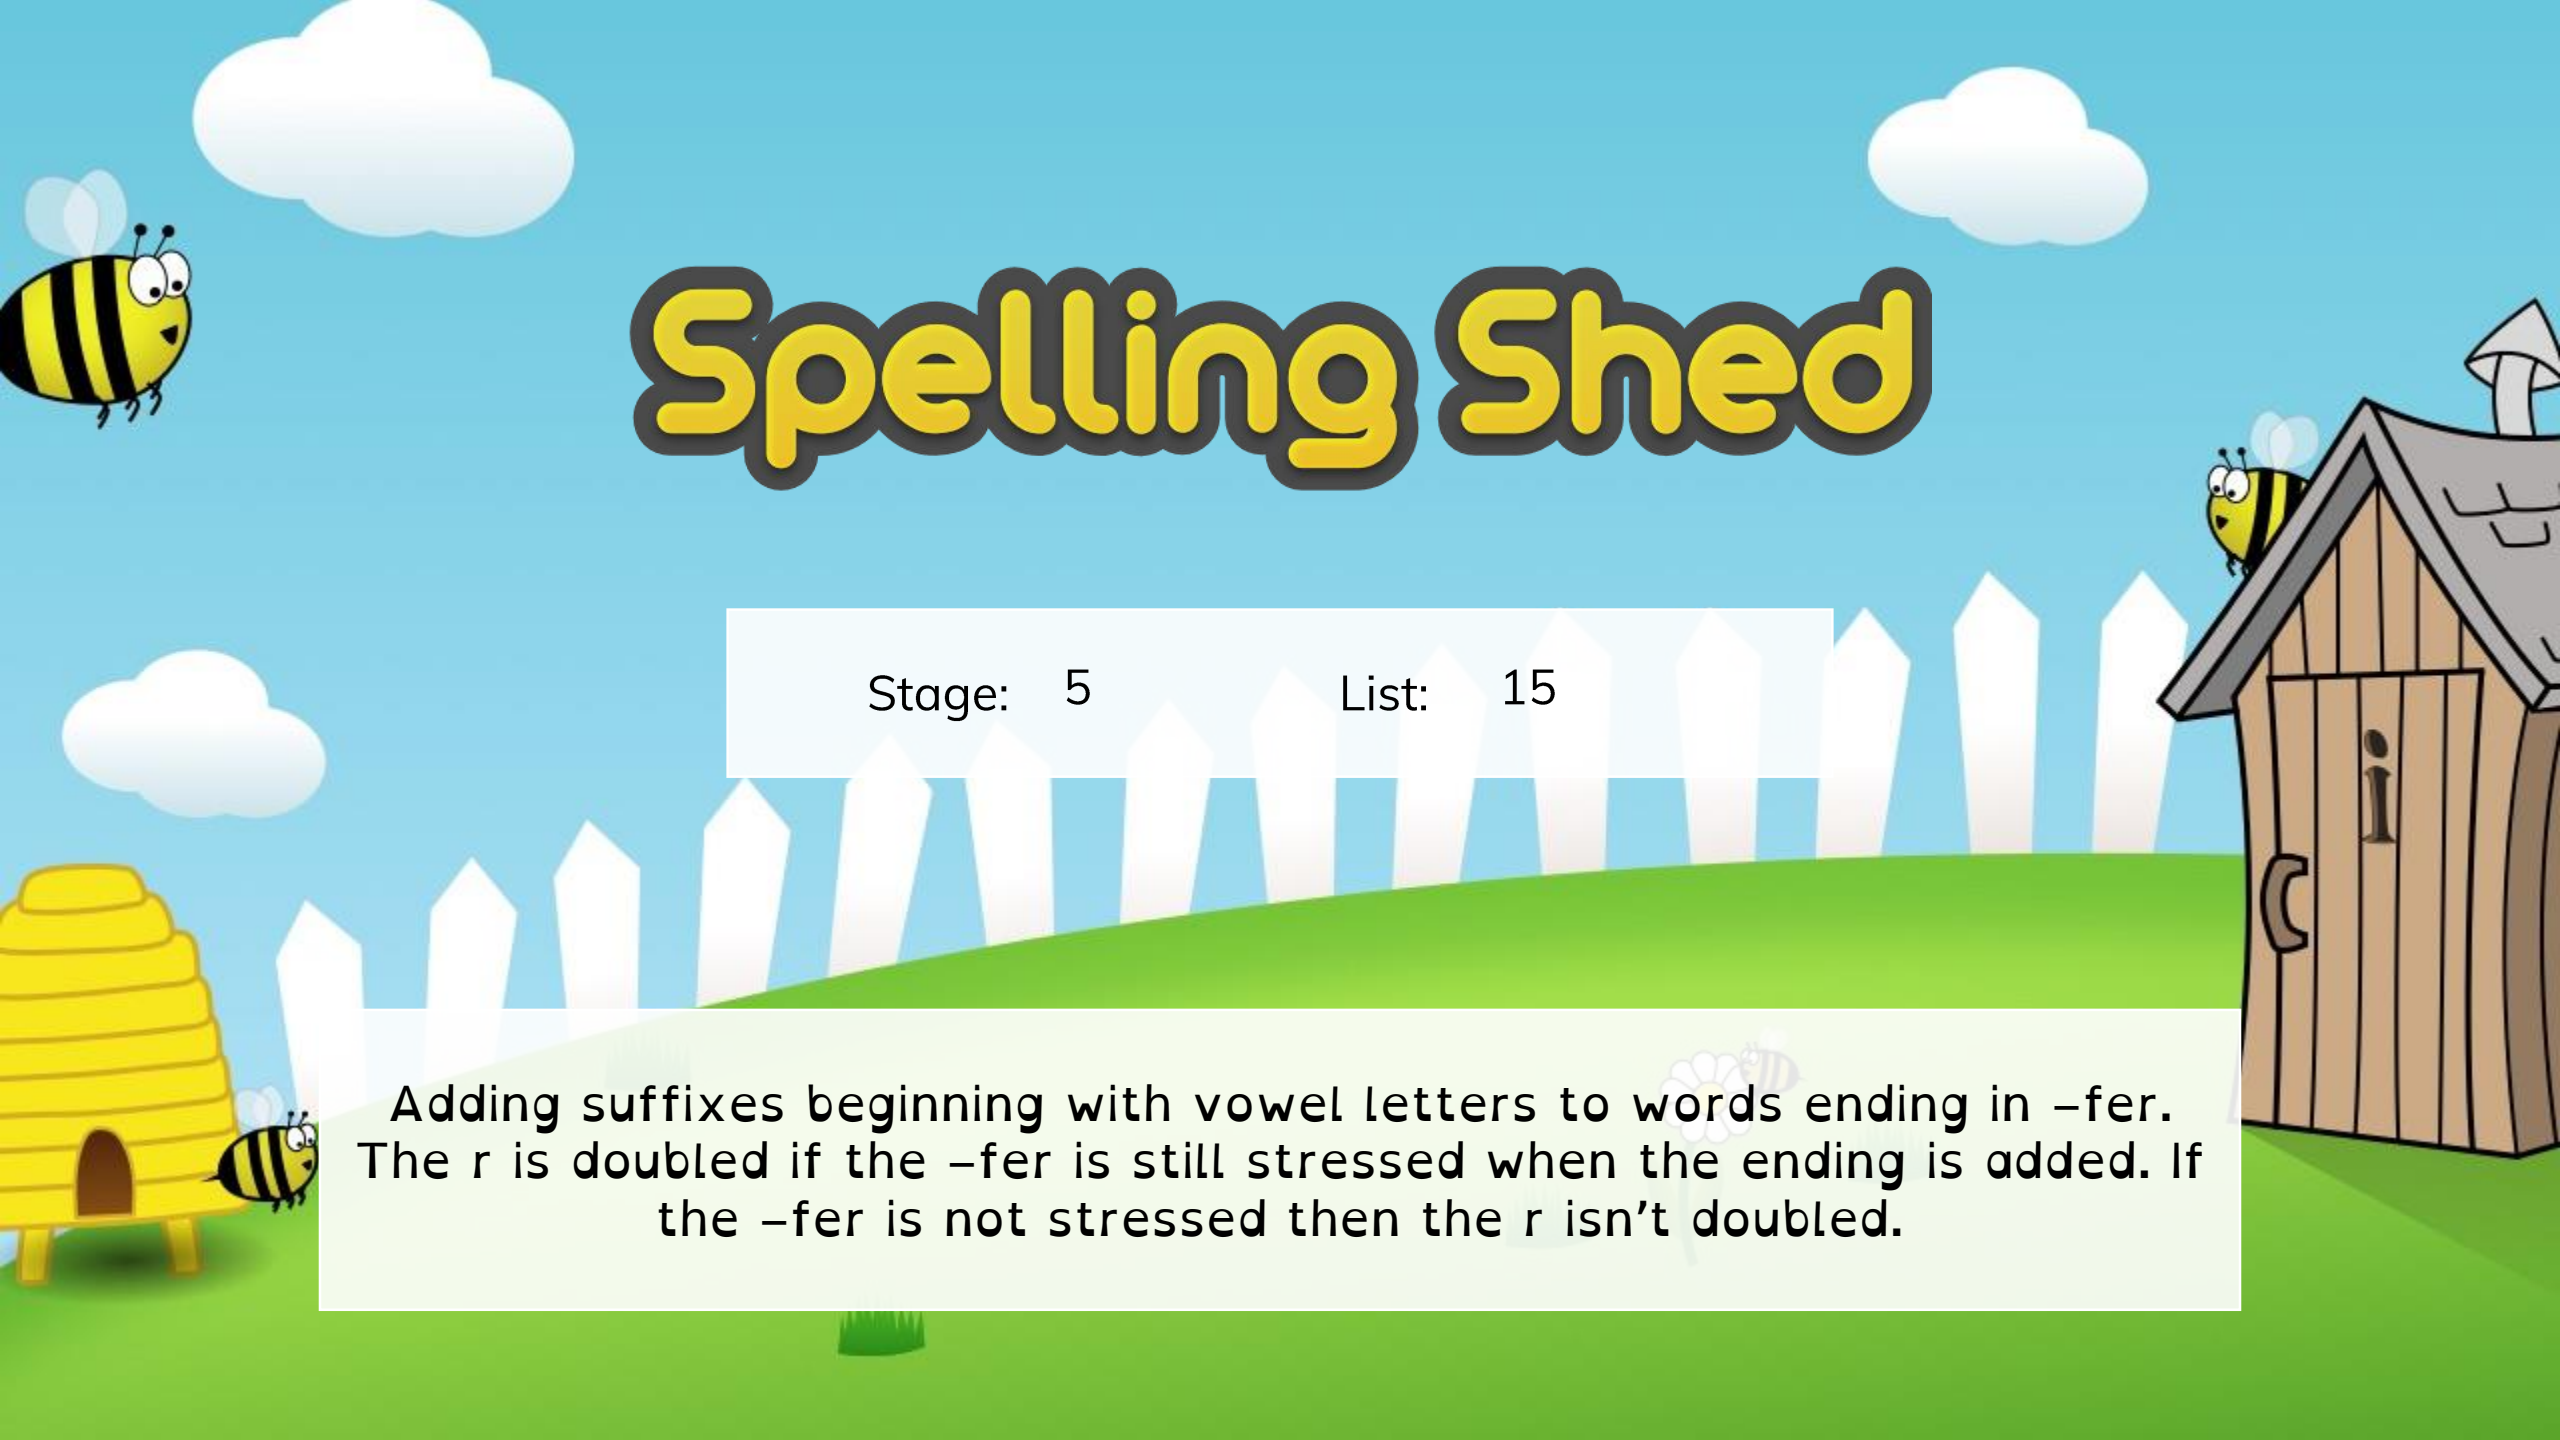 Spelling Shed
Stage: 5 List: 15
i
Adding suffixes beginning with vowel letters to words ending in –fer.
The r is doubled if the –fer is still stressed when the ending is added. If
the –fer is not stressed then the r isn’t doubled.